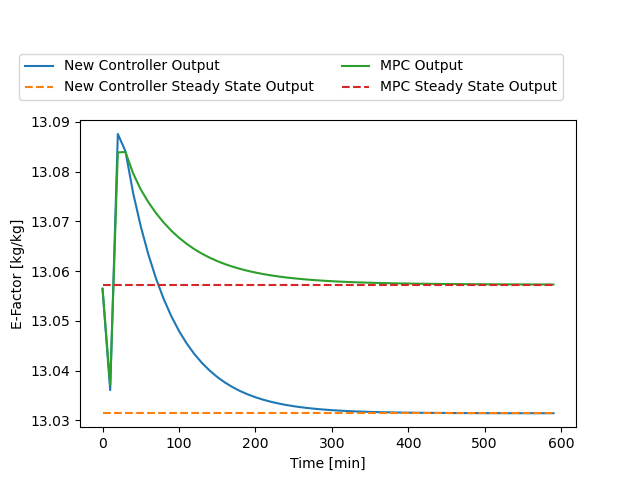 New Controller Output
New Controller Steady State Output
MPC Output
MPC Steady State Output
13.09
13.08
13.07
13.06
13.05
13.04
13.03
E-Factor [kg/kg]
0 100 200 300 400 500 600
Time [min]